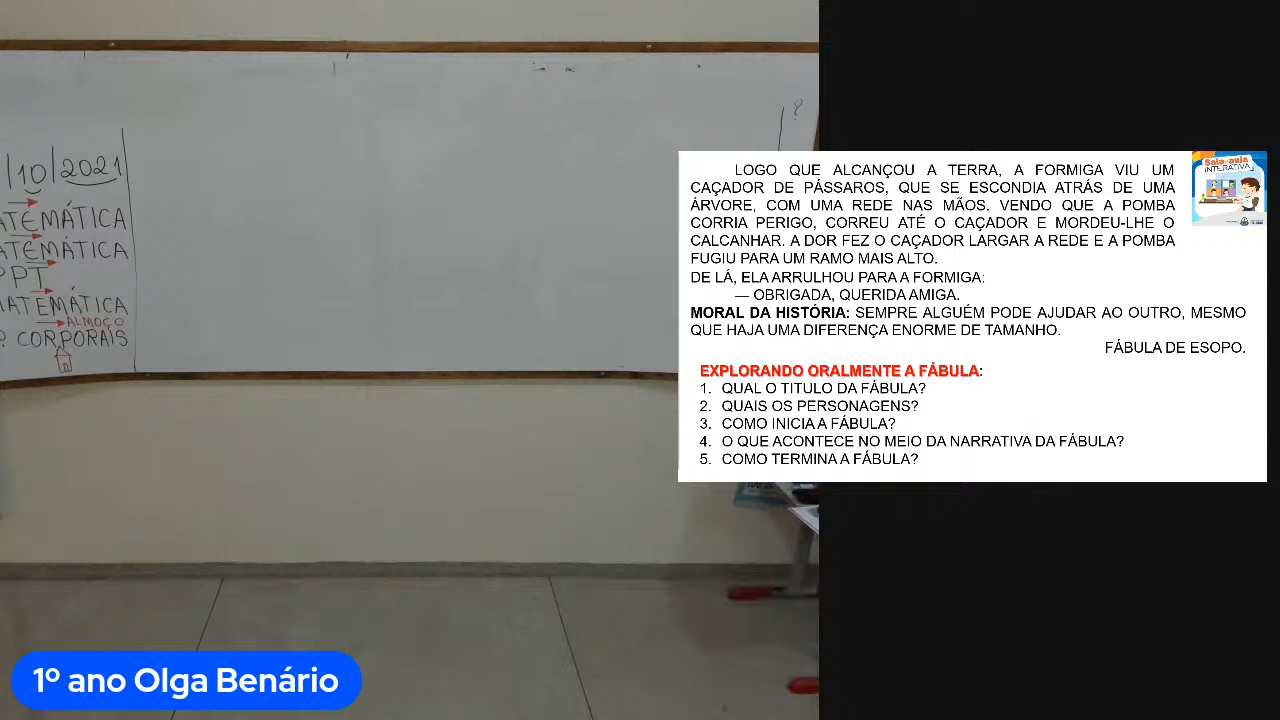 /10/2021
ATEMÁTICA
ATEMÁTICA
PPT
MATEMÁTICA
ALMOÇO
CORPORAIS
?
LOGO QUE ALCANÇOU A TERRA, A FORMIGA VIU UM
CAÇADOR DE PÁSSAROS, QUE SE ESCONDIA ATRÁS DE UMA
ÁRVORE, COM UMA REDE NAS MÃOS. VENDO QUE A POMBA
CORRIA PERIGO, CORREU ATÉ O CAÇADOR E MORDEU-LHE O
CALCANHAR. A DOR FEZ O CAÇADOR LARGAR A REDE E A POMBA
FUGIU PARA UM RAMO MAIS ALTO.
DE LÁ, ELA ARRULHOU PARA A FORMIGA:
— OBRIGADA, QUERIDA AMIGA.
MORAL DA HISTÓRIA: SEMPRE ALGUÉM PODE AJUDAR AO OUTRO, MESMO
QUE HAJA UMA DIFERENÇA ENORME DE TAMANHO.
FÁBULA DE ESOPO.
EXPLORANDO ORALMENTE A FÁBULA:
1. QUAL O TITULO DA FÁBULA?
2. QUAIS OS PERSONAGENS?
3. COMO INICIA A FÁBULA?
4. O QUE ACONTECE NO MEIO DA NARRATIVA DA FÁBULA?
5. COMO TERMINA A FÁBULA?
Sala de aula
INTERATIVA
1º ano Olga Benário